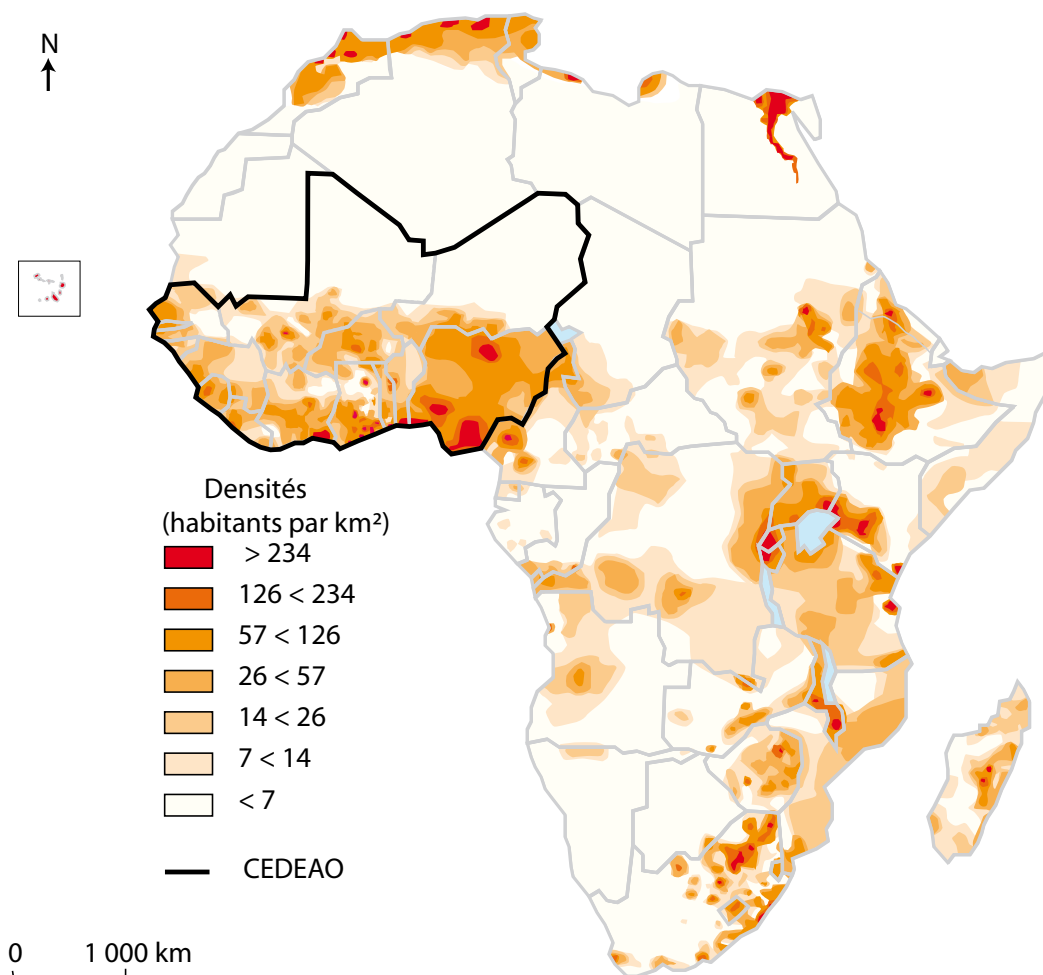 N
Densités
(habitants par km²)
> 234
126 < 234
57 < 126
26 < 57
14 < 26
7 < 14
< 7
CEDEAO
0 1 000 km